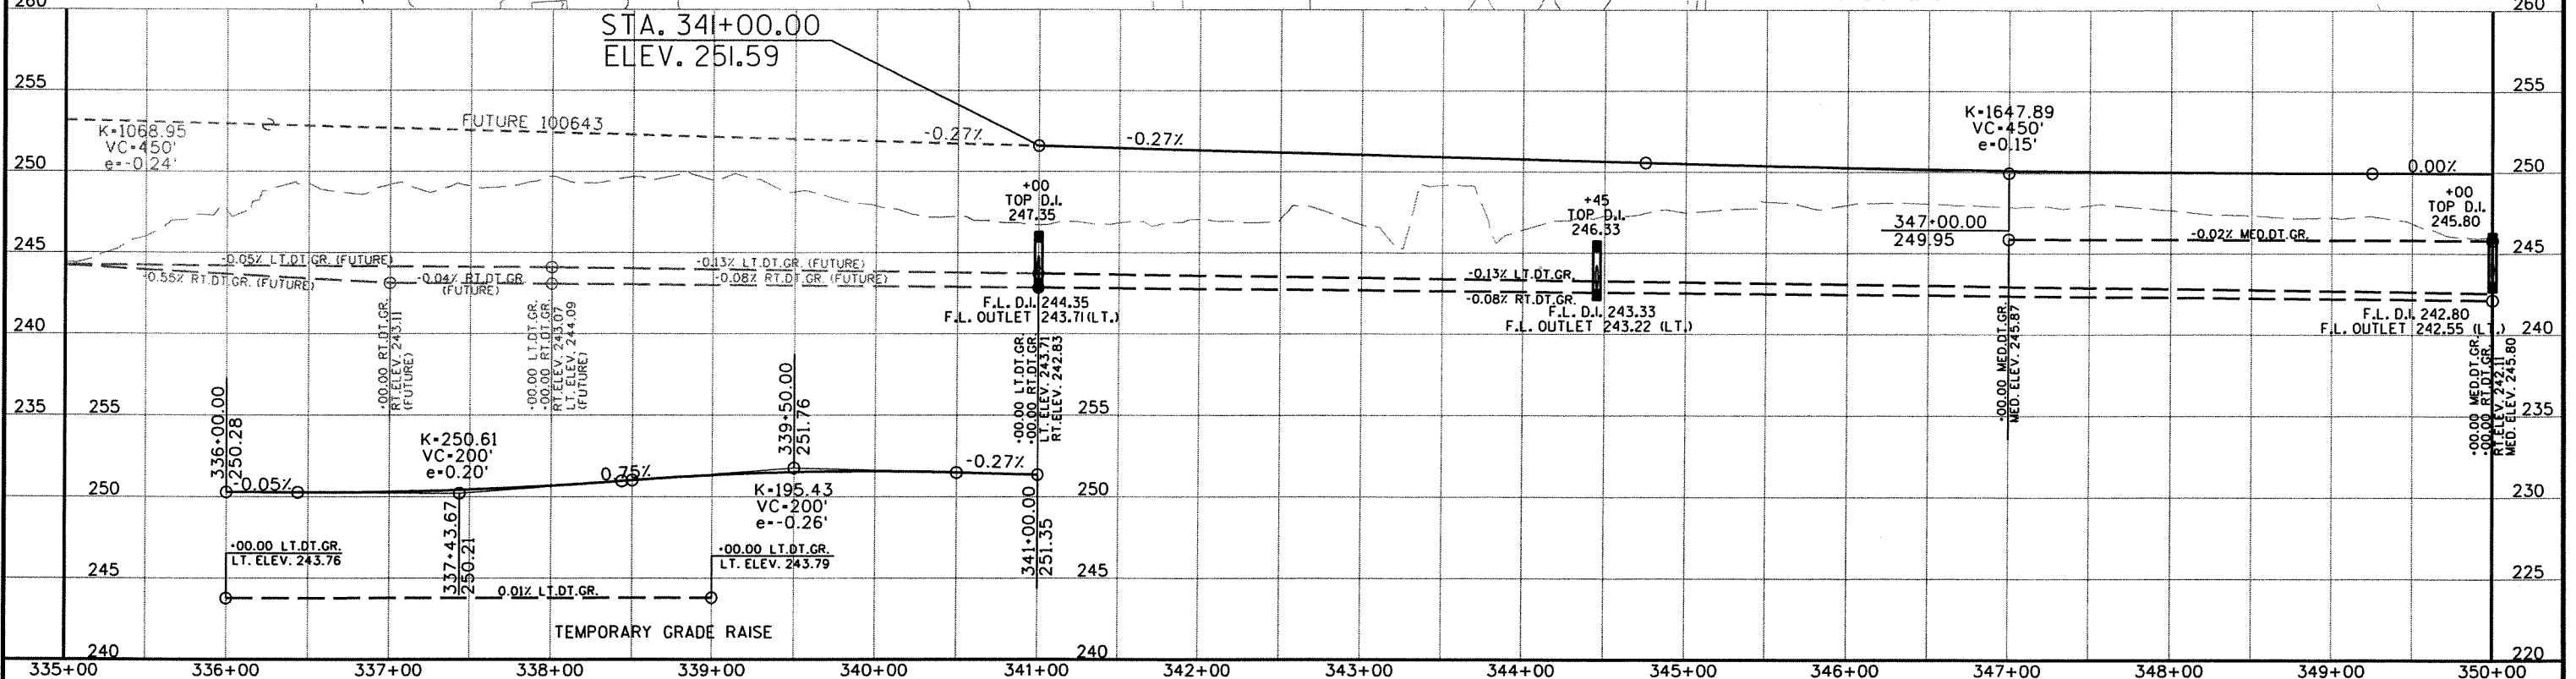 260
260
STA. 341+00.00
ELEV. 251.59
255
255
K=1068.95
VC=450'
e=-0.24'
FUTURE 100643
-0.27%
-0.27%
K=1647.89
VC=450'
e=0.15'
0.00%
250
250
+00
TOP D.I.
247.35
+45
TOP D.I.
246.33
347+00.00
249.95
+00
TOP D.I.
245.80
-0.02% MED.DT.GR.
245
245
-0.05% LT.DT.GR. (FUTURE)
-0.55% RT.DT.GR. (FUTURE)
-0.04% RT.DT.GR.
(FUTURE)
-0.13% LT.DT.GR. (FUTURE)
-0.08% RT.DT.GR. (FUTURE)
-0.13% LT.DT.GR.
-0.08% RT.DT.GR.
F.L. D.I. 244.35
F.L. OUTLET 243.71(LT.)
F.L. D.I. 243.33
F.L. OUTLET 243.22 (LT.)
F.L. D.I. 242.80
F.L. OUTLET 242.55 (LT.)
240
240
+00.00 RT.DT.GR.
RT.ELEV. 243.11
(FUTURE)
+00.00 LT.DT.GR.
+00.00 RT.DT.GR.
RT.ELEV. 243.07
LT.ELEV. 244.09
(FUTURE)
+00.00 LT.DT.GR.
+00.00 RT.DT.GR.
LT.ELEV. 243.71
RT.ELEV. 242.83
+00.00 MED.DT.GR.
MED. ELEV. 245.87
+00.00 MED.DT.GR.
+00.00 RT.DT.GR.
RT.ELEV. 242.11
MED. ELEV. 245.80
235
255
255
235
336+00.00
250.28
K=250.61
VC=200'
e=0.20'
339+50.00
251.76
-0.05%
0.75%
-0.27%
230
250
250
230
K=195.43
VC=200'
e=-0.26'
337+43.67
250.21
341+00.00
251.35
+00.00 LT.DT.GR.
LT. ELEV. 243.76
+00.00 LT.DT.GR.
LT. ELEV. 243.79
245
245
225
0.01% LT.DT.GR.
TEMPORARY GRADE RAISE
240
240
220
335+00
336+00
337+00
338+00
339+00
340+00
341+00
342+00
343+00
344+00
345+00
346+00
347+00
348+00
349+00
350+00